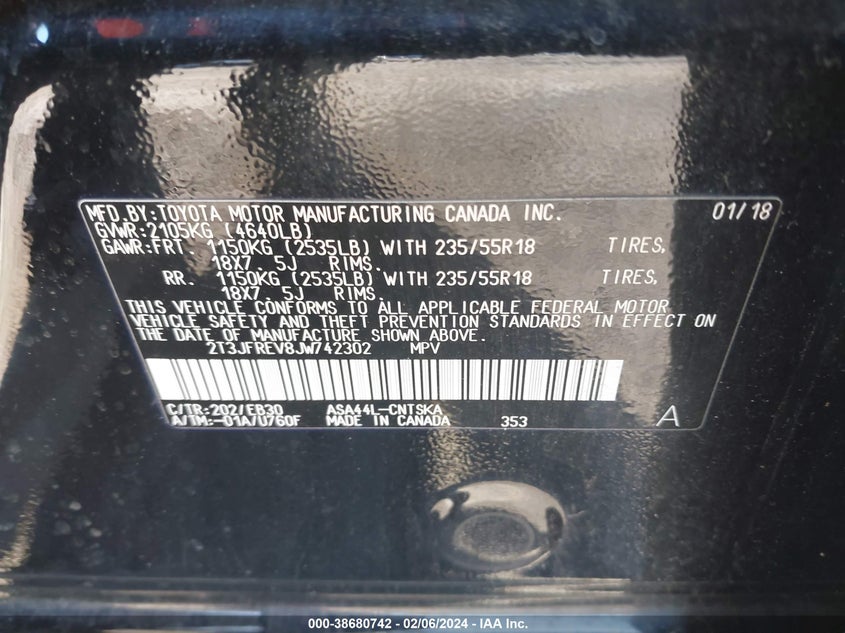 MFD.BY:TOYOTA MOTOR MANUFACTURING CANADA INC. 01/18
GVWR:2105KG (4640LB)
GAWR:FRT. 1150KG (2535LB) WITH 235/55R18 TIRES,
18X7. 5J RIMS.
RR. 1150KG (2535LB) WITH 235/55R18 TIRES,
18X7. 5J RIMS.
THIS VEHICLE CONFORMS TO ALL APPLICABLE FEDERAL MOTOR
VEHICLE SAFETY AND THEFT PREVENTION STANDARDS IN EFFECT ON
THE DATE OF MANUFACTURE SHOWN ABOVE.
2T3JFREV8JW742302 MPV
C/TR:202/EB30 ASA44L-CNTSKA
A/TM:-01A/U760F MADE IN CANADA 353 A
000-38680742 - 02/06/2024 - IAA Inc.